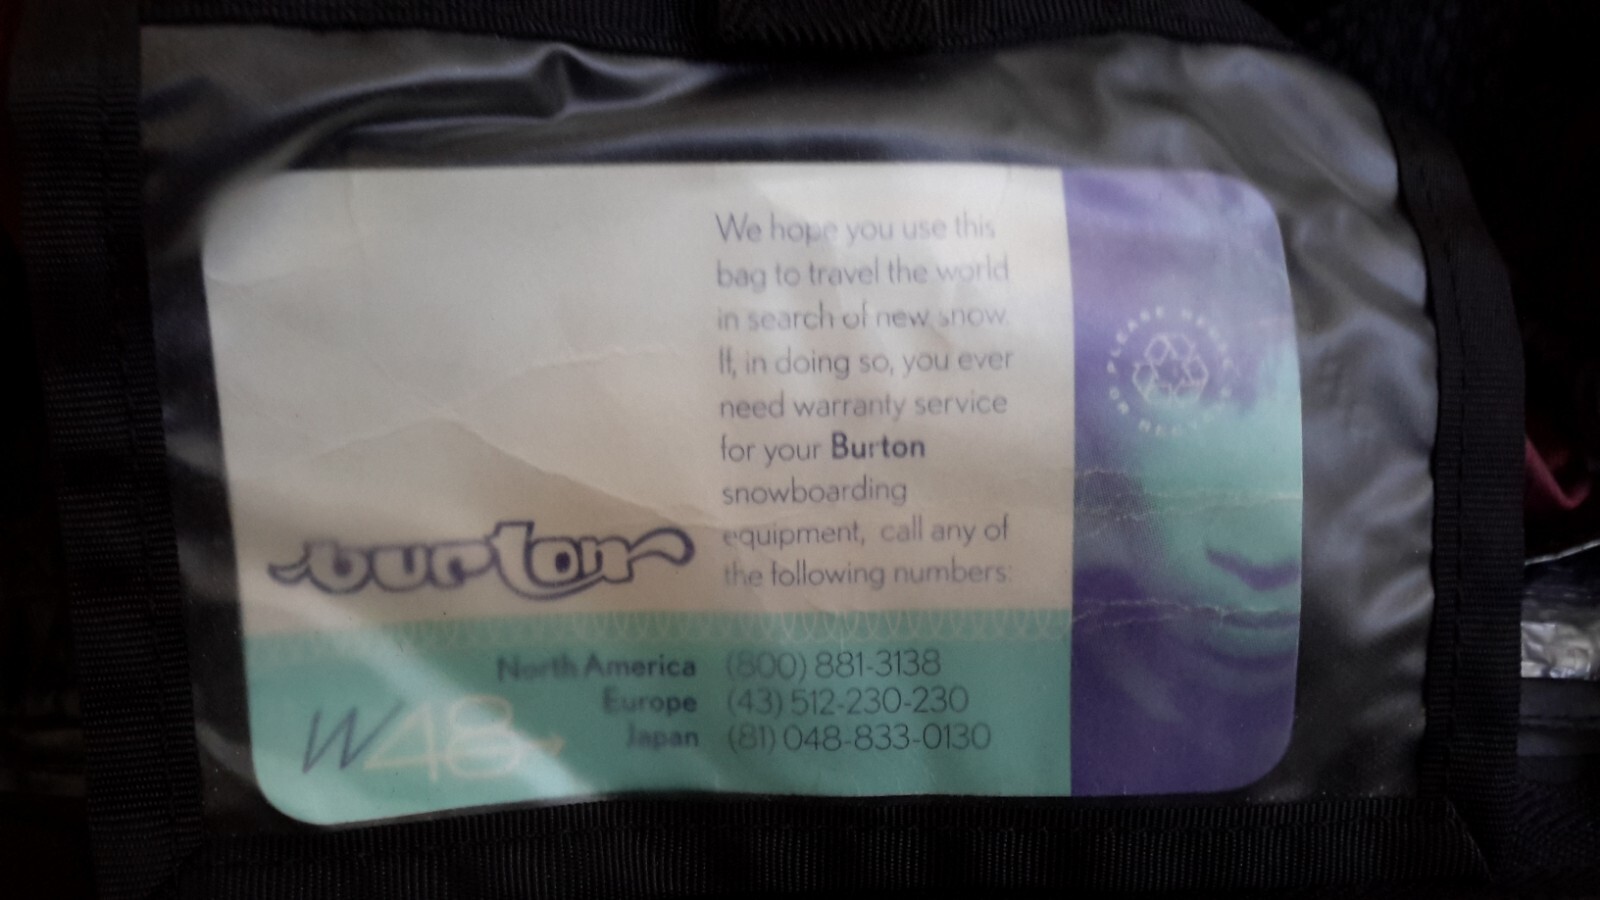 We hope you use this
bag to travel the world
in search of new snow.
If, in doing so, you ever
need warranty service
for your Burton
snowboarding
equipment, call any of
the following numbers:
burton
North America (800) 881-3138
Europe (43) 512-230-230
Japan (81) 048-833-0130
W48
PLEASE REUSE